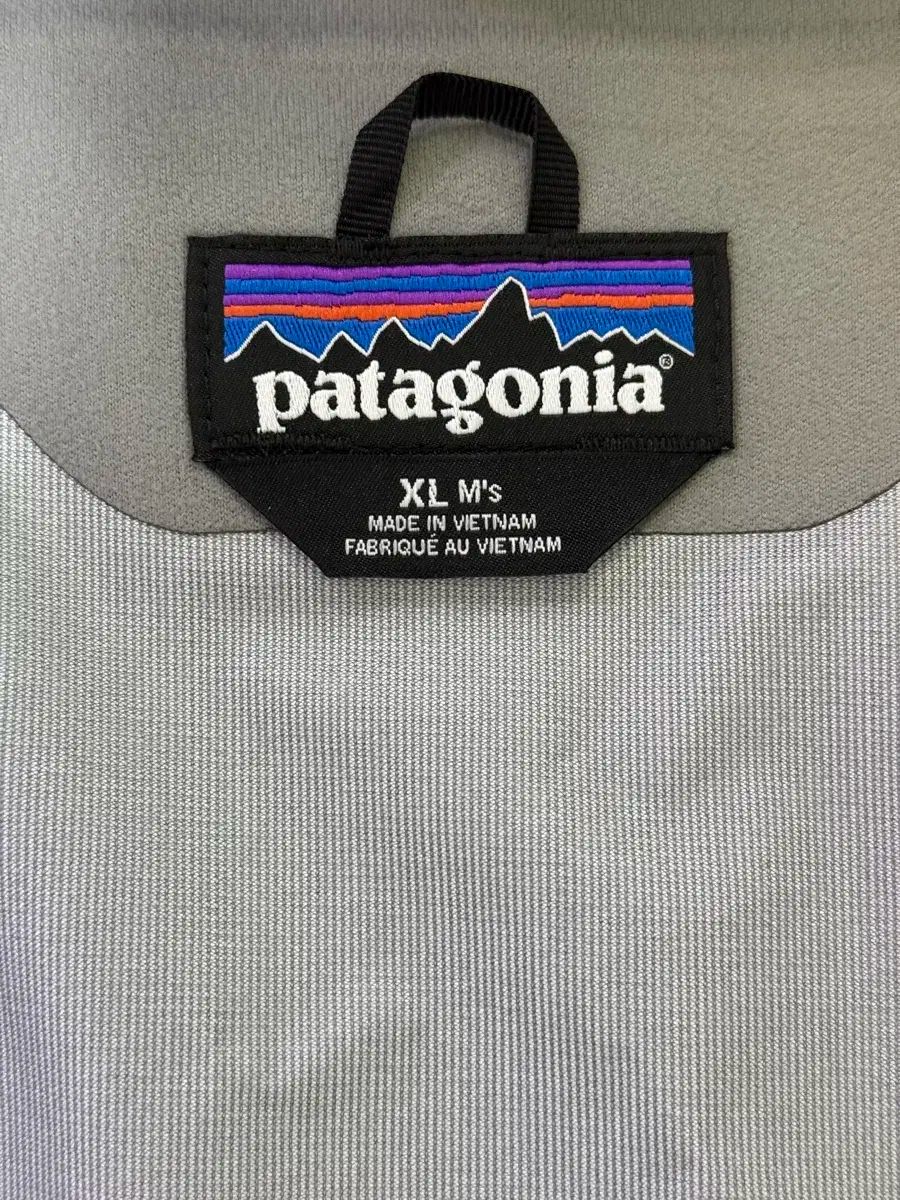 patagonia®
XL M's
MADE IN VIETNAM
FABRIQUÉ AU VIETNAM